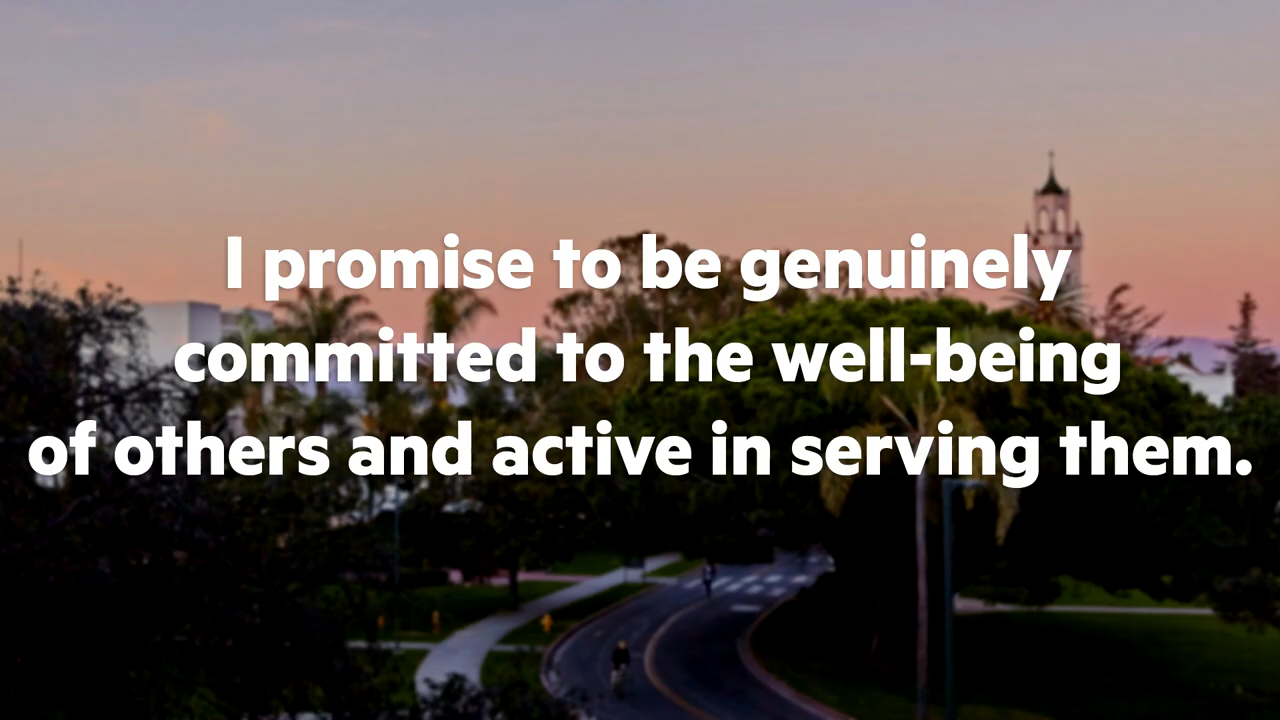 I promise to be genuinely
committed to the well-being
of others and active in serving them.